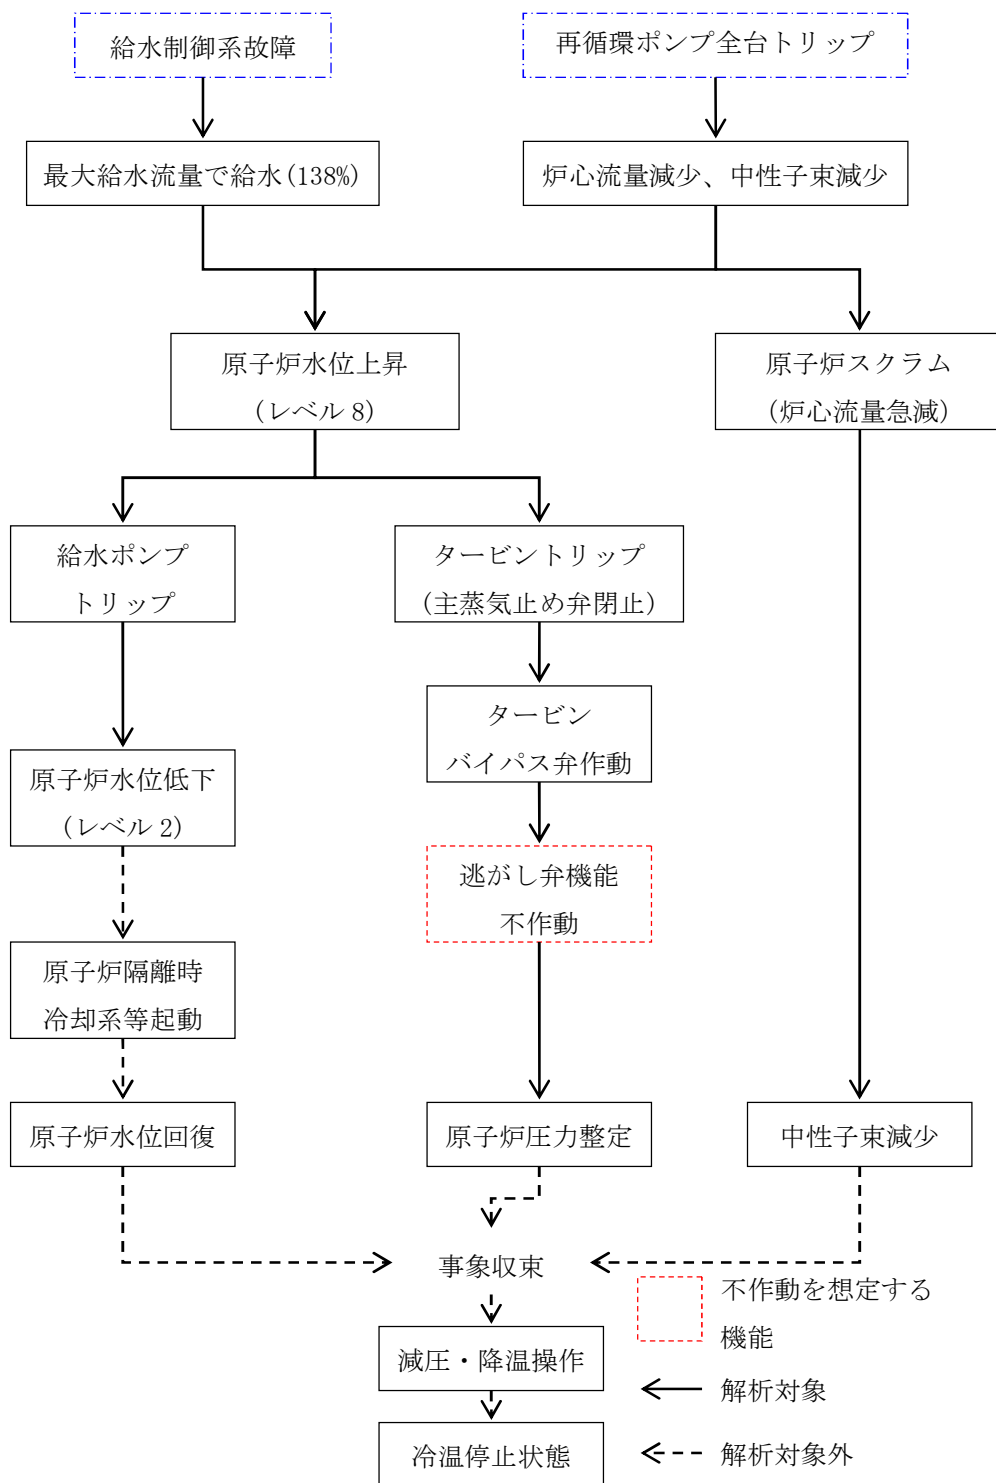 給水制御系故障
再循環ポンプ全台トリップ
最大給水流量で給水(138%)
炉心流量減少、中性子束減少
原子炉水位上昇
(レベル 8)
原子炉スクラム
(炉心流量急減)
給水ポンプ
トリップ
タービントリップ
(主蒸気止め弁閉止)
タービン
バイパス弁作動
原子炉水位低下
(レベル 2)
逃がし弁機能
不作動
原子炉隔離時
冷却系等起動
原子炉水位回復
原子炉圧力整定
中性子束減少
事象収束
不作動を想定する
機能
減圧・降温操作
解析対象
冷温停止状態
解析対象外